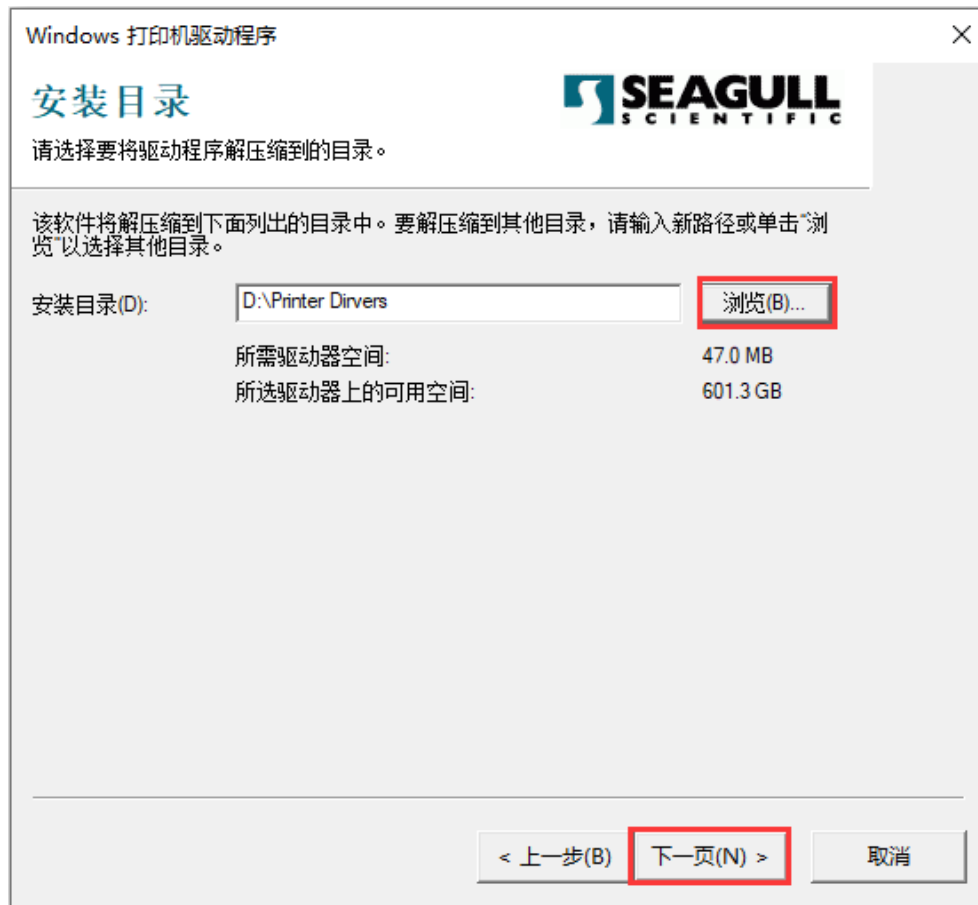 Windows 打印机驱动程序
安装目录
SEAGULL
SCIENTIFIC
请选择要将驱动程序解压缩到的目录。
该软件将解压缩到下面列出的目录中。要解压缩到其他目录，请输入新路径或单击"浏
览"以选择其他目录。
安装目录(D): D:\Printer Dirvers 浏览(B)...
所需驱动器空间: 47.0 MB
所选驱动器上的可用空间: 601.3 GB
< 上一步(B) 下一页(N) > 取消